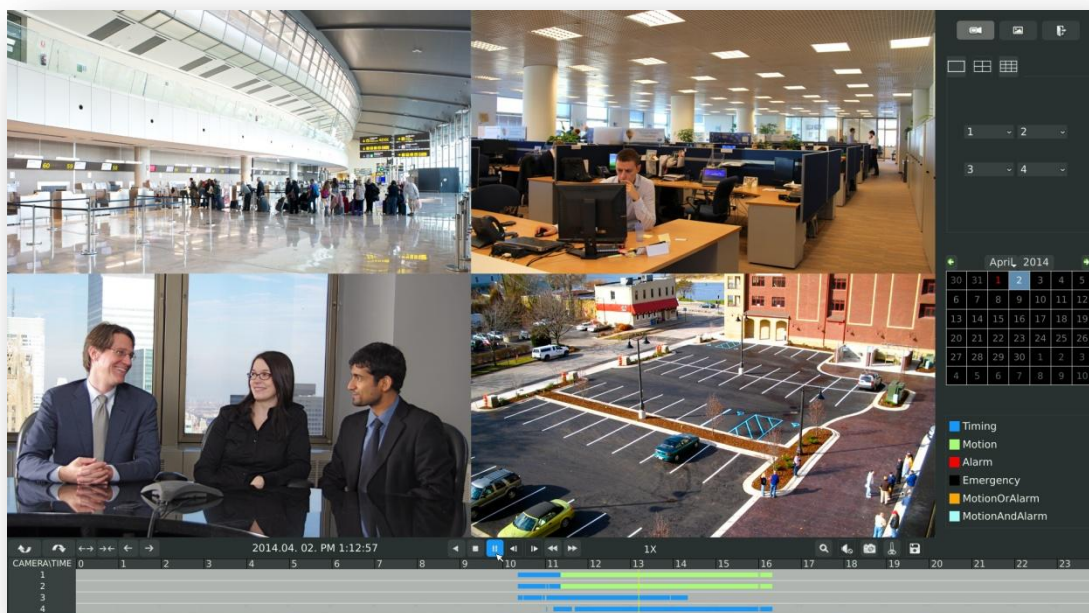 1 2
3 4
April, 2014
30 31 1 2 3 4 5
6 7 8 9 10 11 12
13 14 15 16 17 18 19
20 21 22 23 24 25 26
27 28 29 30 1 2 3
4 5 6 7 8 9 10
Timing
Motion
Alarm
Emergency
MotionOrAlarm
MotionAndAlarm
2014.04. 02. PM 1:12:57
1X
CAMERA\TIME 0 1 2 3 4 5 6 7 8 9 10 11 12 13 14 15 16 17 18 19 20 21 22 23
1
2
3
4